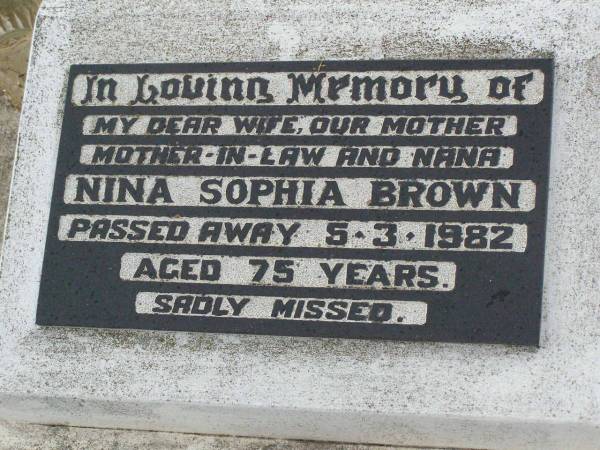 In Loving Memory of
MY DEAR WIFE, OUR MOTHER
MOTHER-IN-LAW AND NANA
NINA SOPHIA BROWN
PASSED AWAY 5·3·1982
AGED 75 YEARS.
SADLY MISSED.